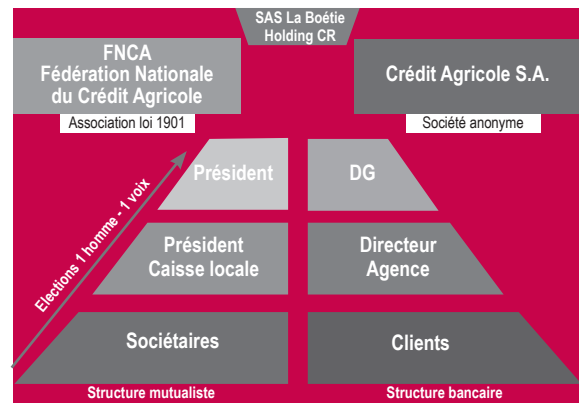 SAS La Boétie
Holding CR
FNCA
Fédération Nationale
du Crédit Agricole
Crédit Agricole S.A.
Association loi 1901
Société anonyme
Elections 1 homme - 1 voix
Président
DG
Président
Caisse locale
Directeur
Agence
Sociétaires
Clients
Structure mutualiste
Structure bancaire